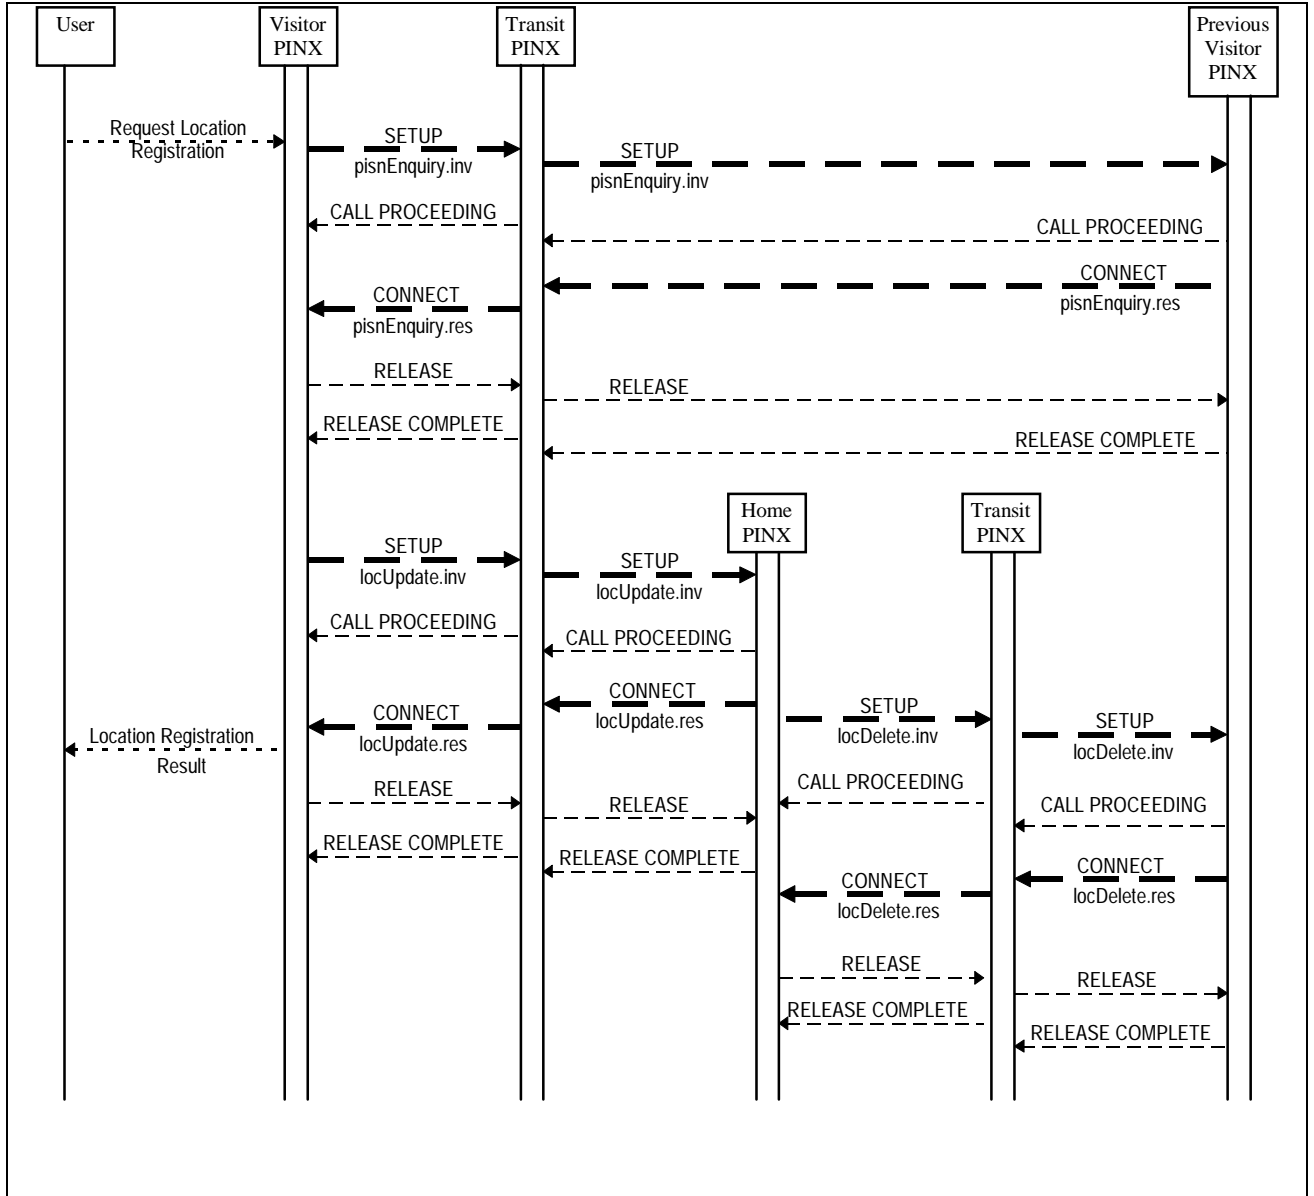 User
Visitor
PINX
Transit
PINX
Previous
Visitor
PINX
Request Location
Registration
SETUP
pisnEnquiry.inv
SETUP
pisnEnquiry.inv
CALL PROCEEDING
CALL PROCEEDING
CONNECT
pisnEnquiry.res
CONNECT
pisnEnquiry.res
RELEASE
RELEASE
RELEASE COMPLETE
RELEASE COMPLETE
Home
PINX
Transit
PINX
SETUP
locUpdate.inv
SETUP
locUpdate.inv
CALL PROCEEDING
CALL PROCEEDING
CONNECT
locUpdate.res
CONNECT
locUpdate.res
SETUP
locDelete.inv
SETUP
locDelete.inv
Location Registration
Result
CALL PROCEEDING
CALL PROCEEDING
RELEASE
RELEASE
RELEASE COMPLETE
RELEASE COMPLETE
CONNECT
locDelete.res
CONNECT
locDelete.res
RELEASE
RELEASE
RELEASE COMPLETE
RELEASE COMPLETE